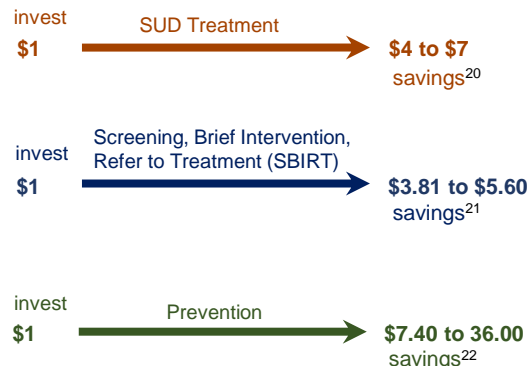 invest
SUD Treatment
$1
$4 to $7
savings20
Screening, Brief Intervention,
invest
Refer to Treatment (SBIRT)
$1
$3.81 to $5.60
savings21
invest
Prevention
$1
$7.40 to 36.00
savings22